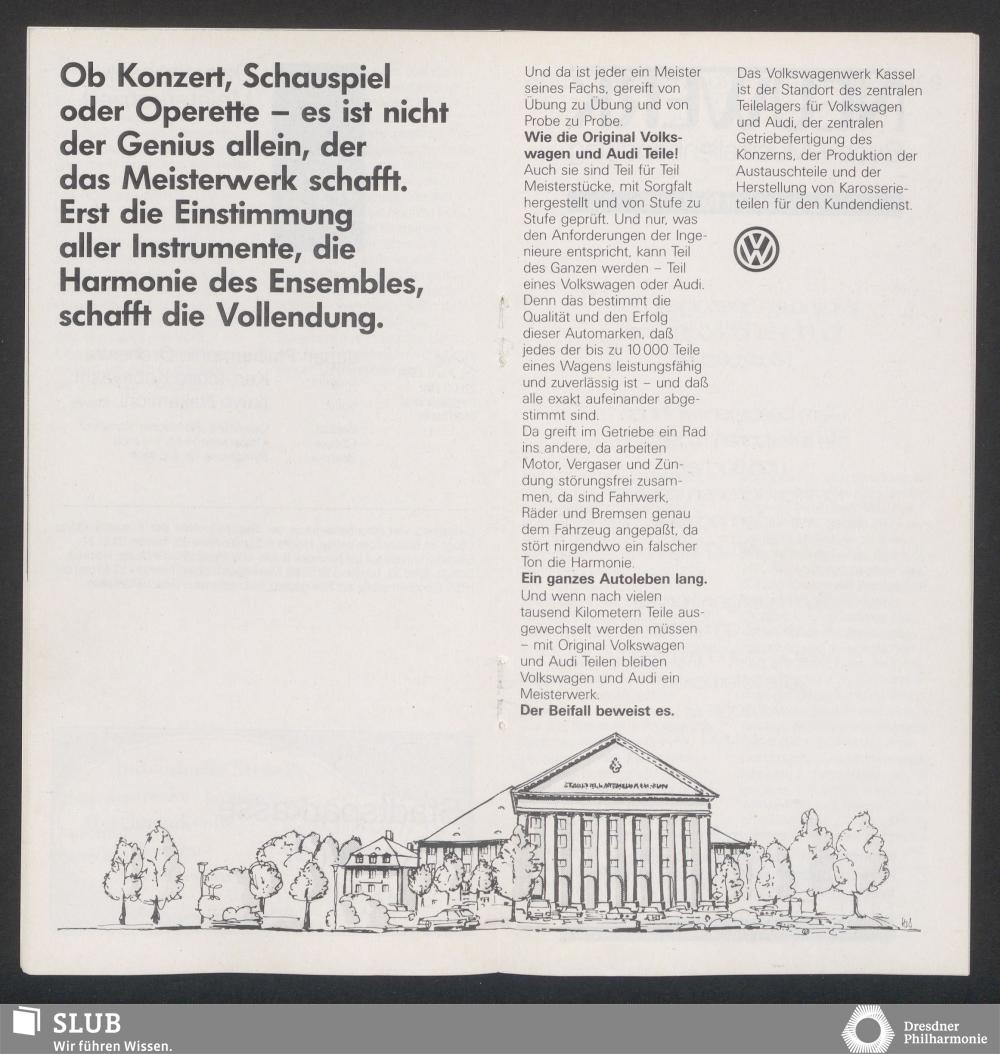 Ob Konzert, Schauspiel
oder Operette – es ist nicht
der Genius allein, der
das Meisterwerk schafft.
Erst die Einstimmung
aller Instrumente, die
Harmonie des Ensembles,
schafft die Vollendung.
Und da ist jeder ein Meister
seines Fachs, gereift von
Übung zu Übung und von
Probe zu Probe.
Wie die Original Volks-
wagen und Audi Teile!
Auch sie sind Teil für Teil
Meisterstücke, mit Sorgfalt
hergestellt und von Stufe zu
Stufe geprüft. Und nur, was
den Anforderungen der Inge-
nieure entspricht, kann Teil
des Ganzen werden – Teil
eines Volkswagen oder Audi.
Denn das bestimmt die
Qualität und den Erfolg
dieser Automarken, daß
jedes der bis zu 10 000 Teile
eines Wagens leistungsfähig
und zuverlässig ist – und daß
alle exakt aufeinander abge-
stimmt sind.
Da greift im Getriebe ein Rad
ins andere, da arbeiten
Motor, Vergaser und Zün-
dung störungsfrei zusam-
men, da sind Fahrwerk,
Räder und Bremsen genau
dem Fahrzeug angepaßt, da
stört nirgendwo ein falscher
Ton die Harmonie.
Ein ganzes Autoleben lang.
Und wenn nach vielen
tausend Kilometern Teile aus-
gewechselt werden müssen
– mit Original Volkswagen
und Audi Teilen bleiben
Volkswagen und Audi ein
Meisterwerk.
Der Beifall beweist es.
Das Volkswagenwerk Kassel
ist der Standort des zentralen
Teilelagers für Volkswagen
und Audi, der zentralen
Getriebefertigung des
Konzerns, der Produktion der
Austauschteile und der
Herstellung von Karosserie-
teilen für den Kundendienst.
VW
SLUB
Wir führen Wissen.
Dresdner
Philharmonie